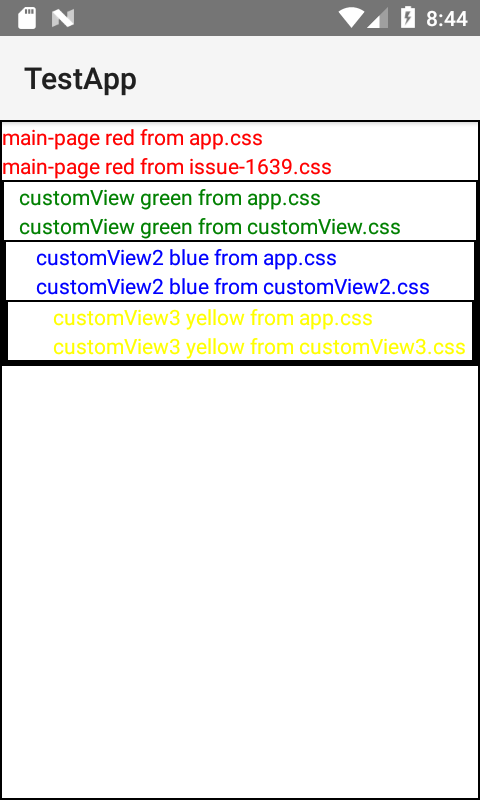 8:44
TestApp
main-page red from app.css
main-page red from issue-1639.css
customView green from app.css
customView green from customView.css
customView2 blue from app.css
customView2 blue from customView2.css
customView3 yellow from app.css
customView3 yellow from customView3.css